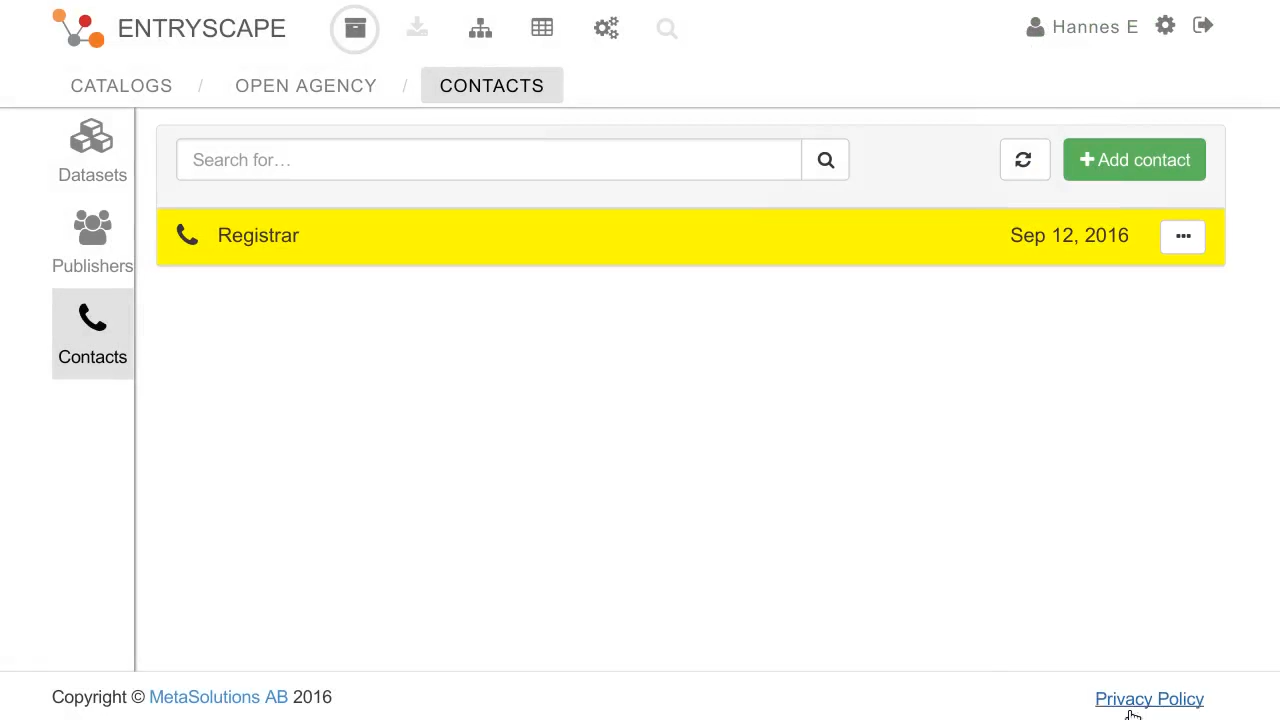 ENTRYSCAPE
Hannes E
CATALOGS / OPEN AGENCY / CONTACTS
Datasets
Publishers
Contacts
Search for…
Add contact
Registrar
Sep 12, 2016
Copyright © MetaSolutions AB 2016
Privacy Policy